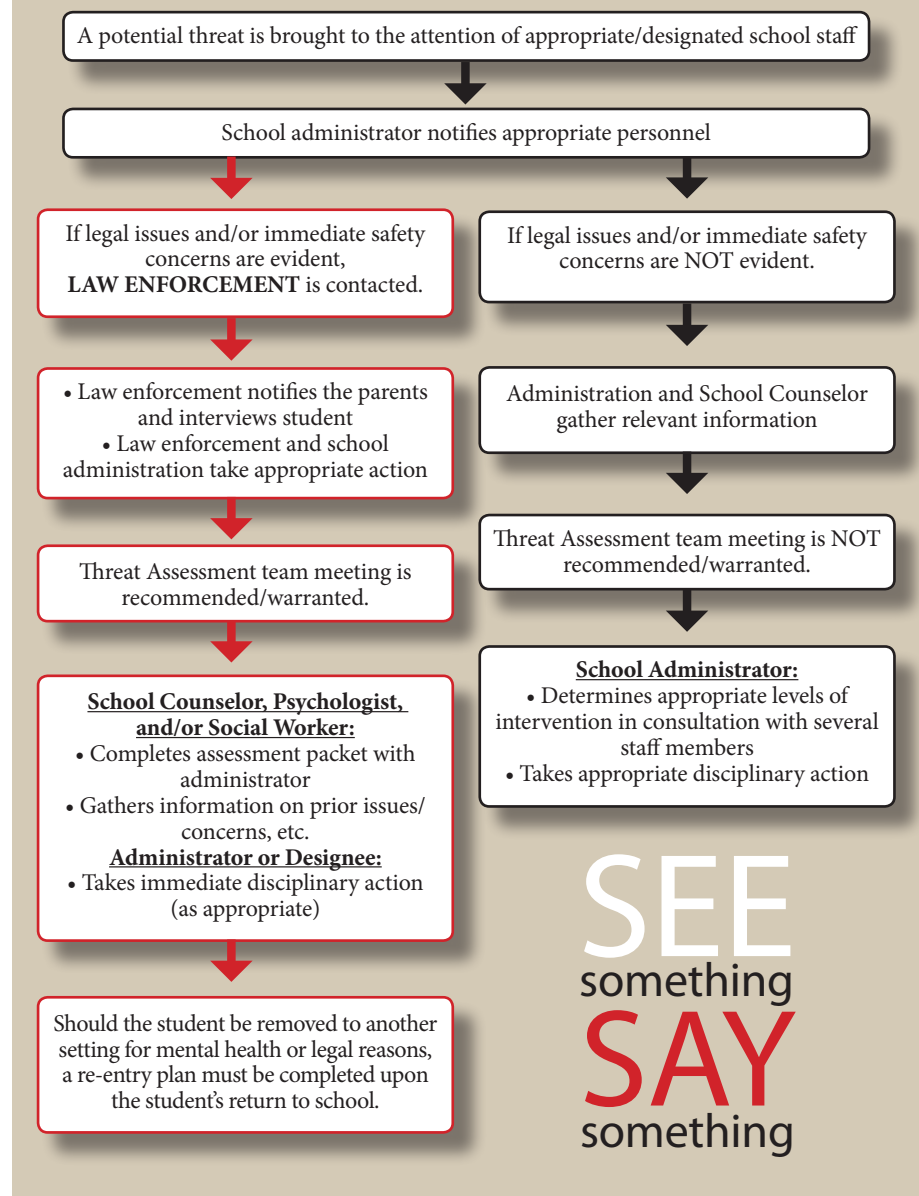 A potential threat is brought to the attention of appropriate/designated school staff
School administrator notifies appropriate personnel
If legal issues and/or immediate safety
concerns are evident,
LAW ENFORCEMENT is contacted.
• Law enforcement notifies the parents
and interviews student
• Law enforcement and school
administration take appropriate action
Threat Assessment team meeting is
recommended/warranted.
School Counselor, Psychologist,
and/or Social Worker:
• Completes assessment packet with
administrator
• Gathers information on prior issues/
concerns, etc.
Administrator or Designee:
• Takes immediate disciplinary action
(as appropriate)
Should the student be removed to another
setting for mental health or legal reasons,
a re-entry plan must be completed upon
the student's return to school.
If legal issues and/or immediate safety
concerns are NOT evident.
Administration and School Counselor
gather relevant information
Threat Assessment team meeting is NOT
recommended/warranted.
School Administrator:
• Determines appropriate levels of
intervention in consultation with several
staff members
• Takes appropriate disciplinary action
SEE
something
SAY
something